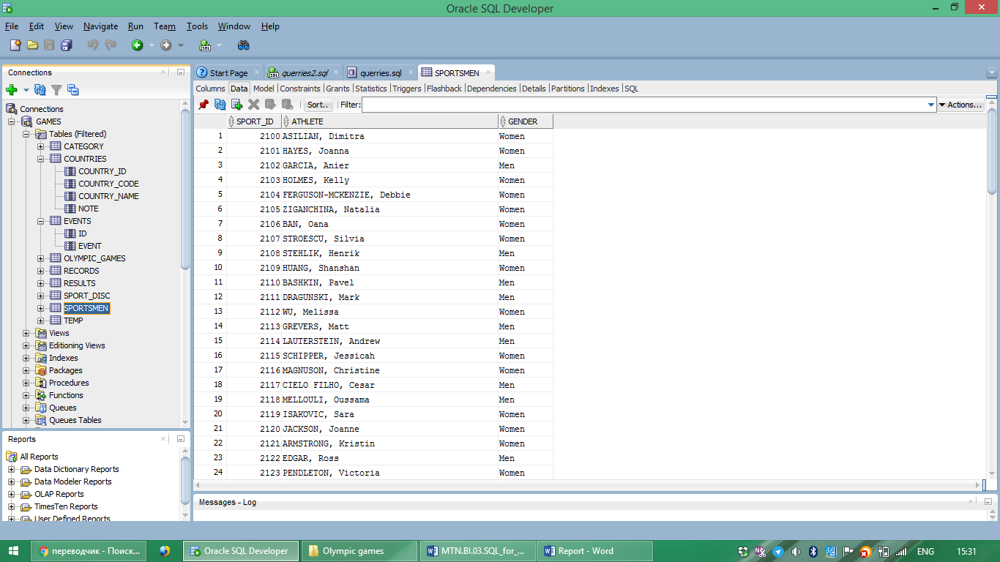 Oracle SQL Developer
File Edit View Navigate Run Team Tools Window Help
Connections
Start Page
querries2.sql
querries.sql
SPORTSMEN
Columns Data Model Constraints Grants Statistics Triggers Flashback Dependencies Details Partitions Indexes SQL
Sort.. Filter: Actions...
Connections
GAMES
Tables (Filtered)
CATEGORY
COUNTRIES
COUNTRY_ID
COUNTRY_CODE
COUNTRY_NAME
NOTE
EVENTS
ID
EVENT
OLYMPIC_GAMES
RECORDS
RESULTS
SPORT_DISC
SPORTSMEN
TEMP
Views
Editioning Views
Indexes
Packages
Procedures
Functions
Queues
Queues Tables
Reports
All Reports
Data Dictionary Reports
Data Modeler Reports
OLAP Reports
TimesTen Reports
User Defined Reports
SPORT_ID ATHLETE GENDER
1 2100 ASILIAN, Dimitra Women
2 2101 HAYES, Joanna Women
3 2102 GARCIA, Anier Men
4 2103 HOLMES, Kelly Women
5 2104 FERGUSON-MCKENZIE, Debbie Women
6 2105 ZIGANCHINA, Natalia Women
7 2106 BAN, Oana Women
8 2107 STROESCU, Silvia Women
9 2108 STEHLIK, Henrik Men
10 2109 HUANG, Shanshan Women
11 2110 BASHKIN, Pavel Men
12 2111 DRAGUNSKI, Mark Men
13 2112 WU, Melissa Women
14 2113 GREVERS, Matt Men
15 2114 LAUTERSTEIN, Andrew Men
16 2115 SCHIPPER, Jessicah Women
17 2116 MAGNUSON, Christine Women
18 2117 CIELO FILHO, Cesar Men
19 2118 MELLOULI, Oussama Men
20 2119 ISAKOVIC, Sara Women
21 2120 JACKSON, Joanne Women
22 2121 ARMSTRONG, Kristin Women
23 2122 EDGAR, Ross Men
24 2123 PENDLETON, Victoria Women
Messages - Log
переводчик - Поиск...
Oracle SQL Developer
Olympic games
MTN.BI.03.SQL_for_...
Report - Word
ENG
15:31